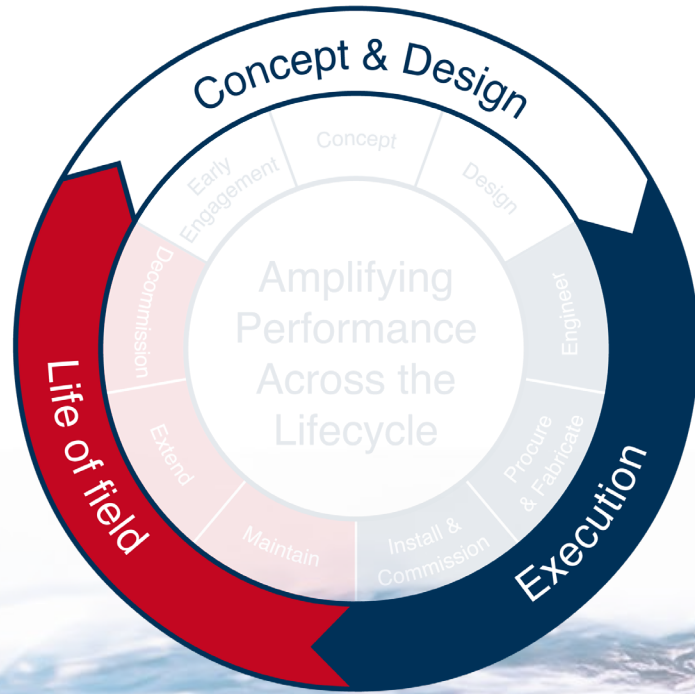 Concept & Design
Early
Engagement
Concept
Design
Engineer
Procure
& Fabricate
Install &
Commission
Maintain
Extend
Decommission
Execution
Life of field
Amplifying
Performance
Across the
Lifecycle